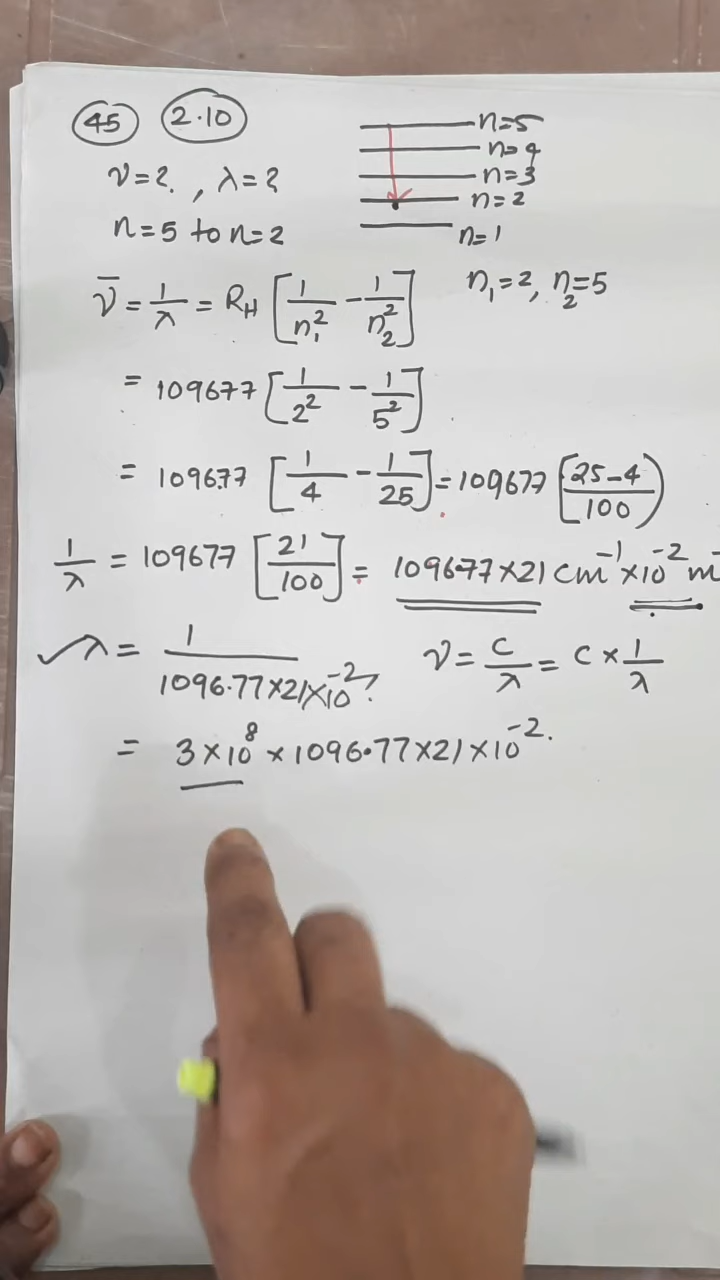 45 2.10
n=5
n=4
n=3
n=2
n=1
ν=?, λ=?
n=5 to n=2
ν̄ = 1/λ = R_H [1/n₁² − 1/n₂²] n₁=2, n₂=5
= 109677 [1/2² − 1/5²]
= 109677 [1/4 − 1/25] = 109677 [25−4/100)
1/λ = 109677 [21/100] = 1096.77×21 cm⁻¹×10⁻² m⁻
λ = 1/1096.77×21×10⁻²? ν = c/λ = c × 1/λ
= 3×10⁸ × 1096.77×21×10⁻².